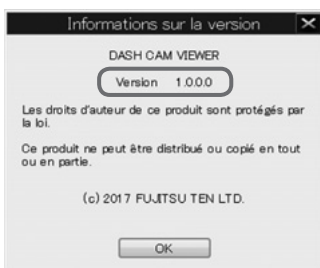 Informations sur la version
DASH CAM VIEWER
Version 1.0.0.0
Les droits d'auteur de ce produit sont protégés par
la loi.
Ce produit ne peut être distribué ou copié en tout
ou en partie.
(c) 2017 FUJITSU TEN LTD.
OK